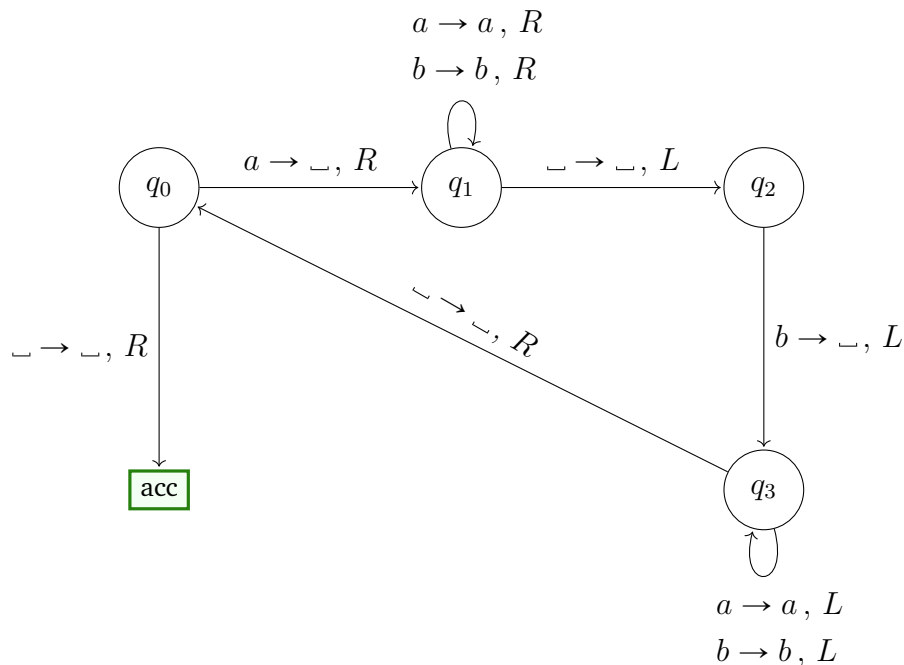 a → a , R
b → b , R
a → ␣ , R
␣ → ␣ , L
q0
q1
q2
␣ → ␣ , R
␣ → ␣ , R
b → ␣ , L
acc
q3
a → a , L
b → b , L